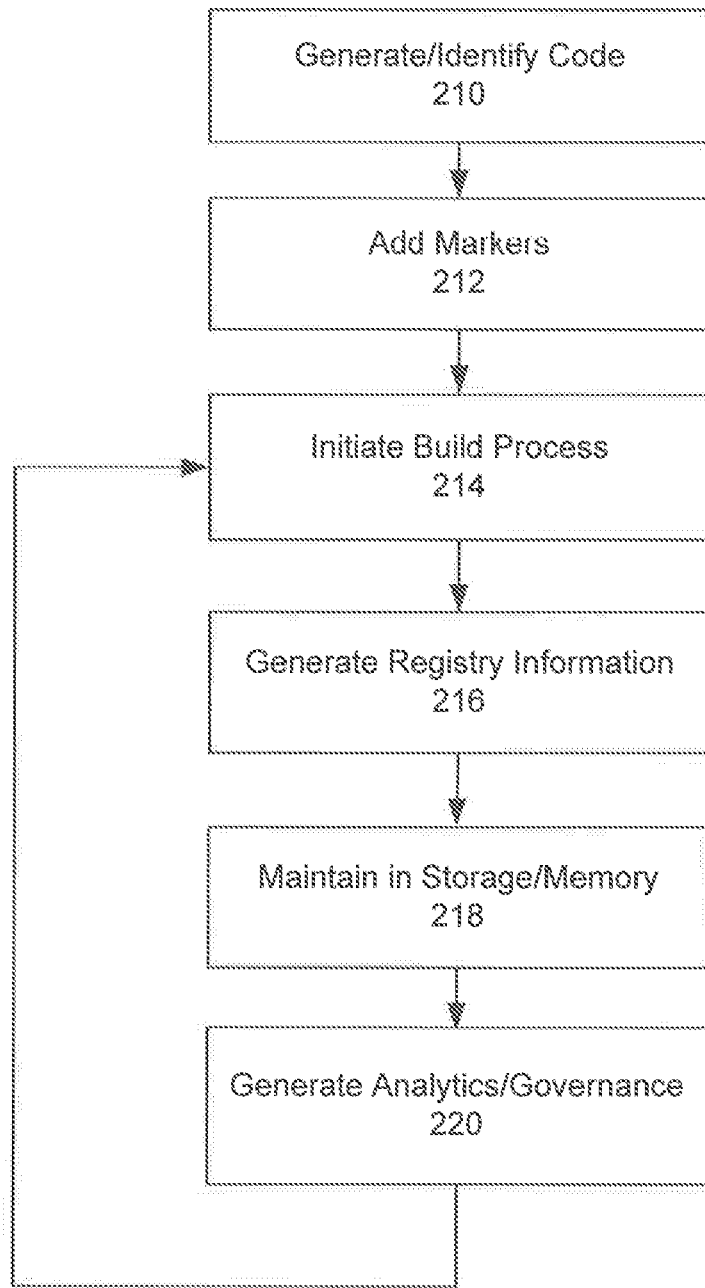 Generate/Identify Code
210
Add Markers
212
Initiate Build Process
214
Generate Registry Information
216
Maintain in Storage/Memory
218
Generate Analytics/Governance
220